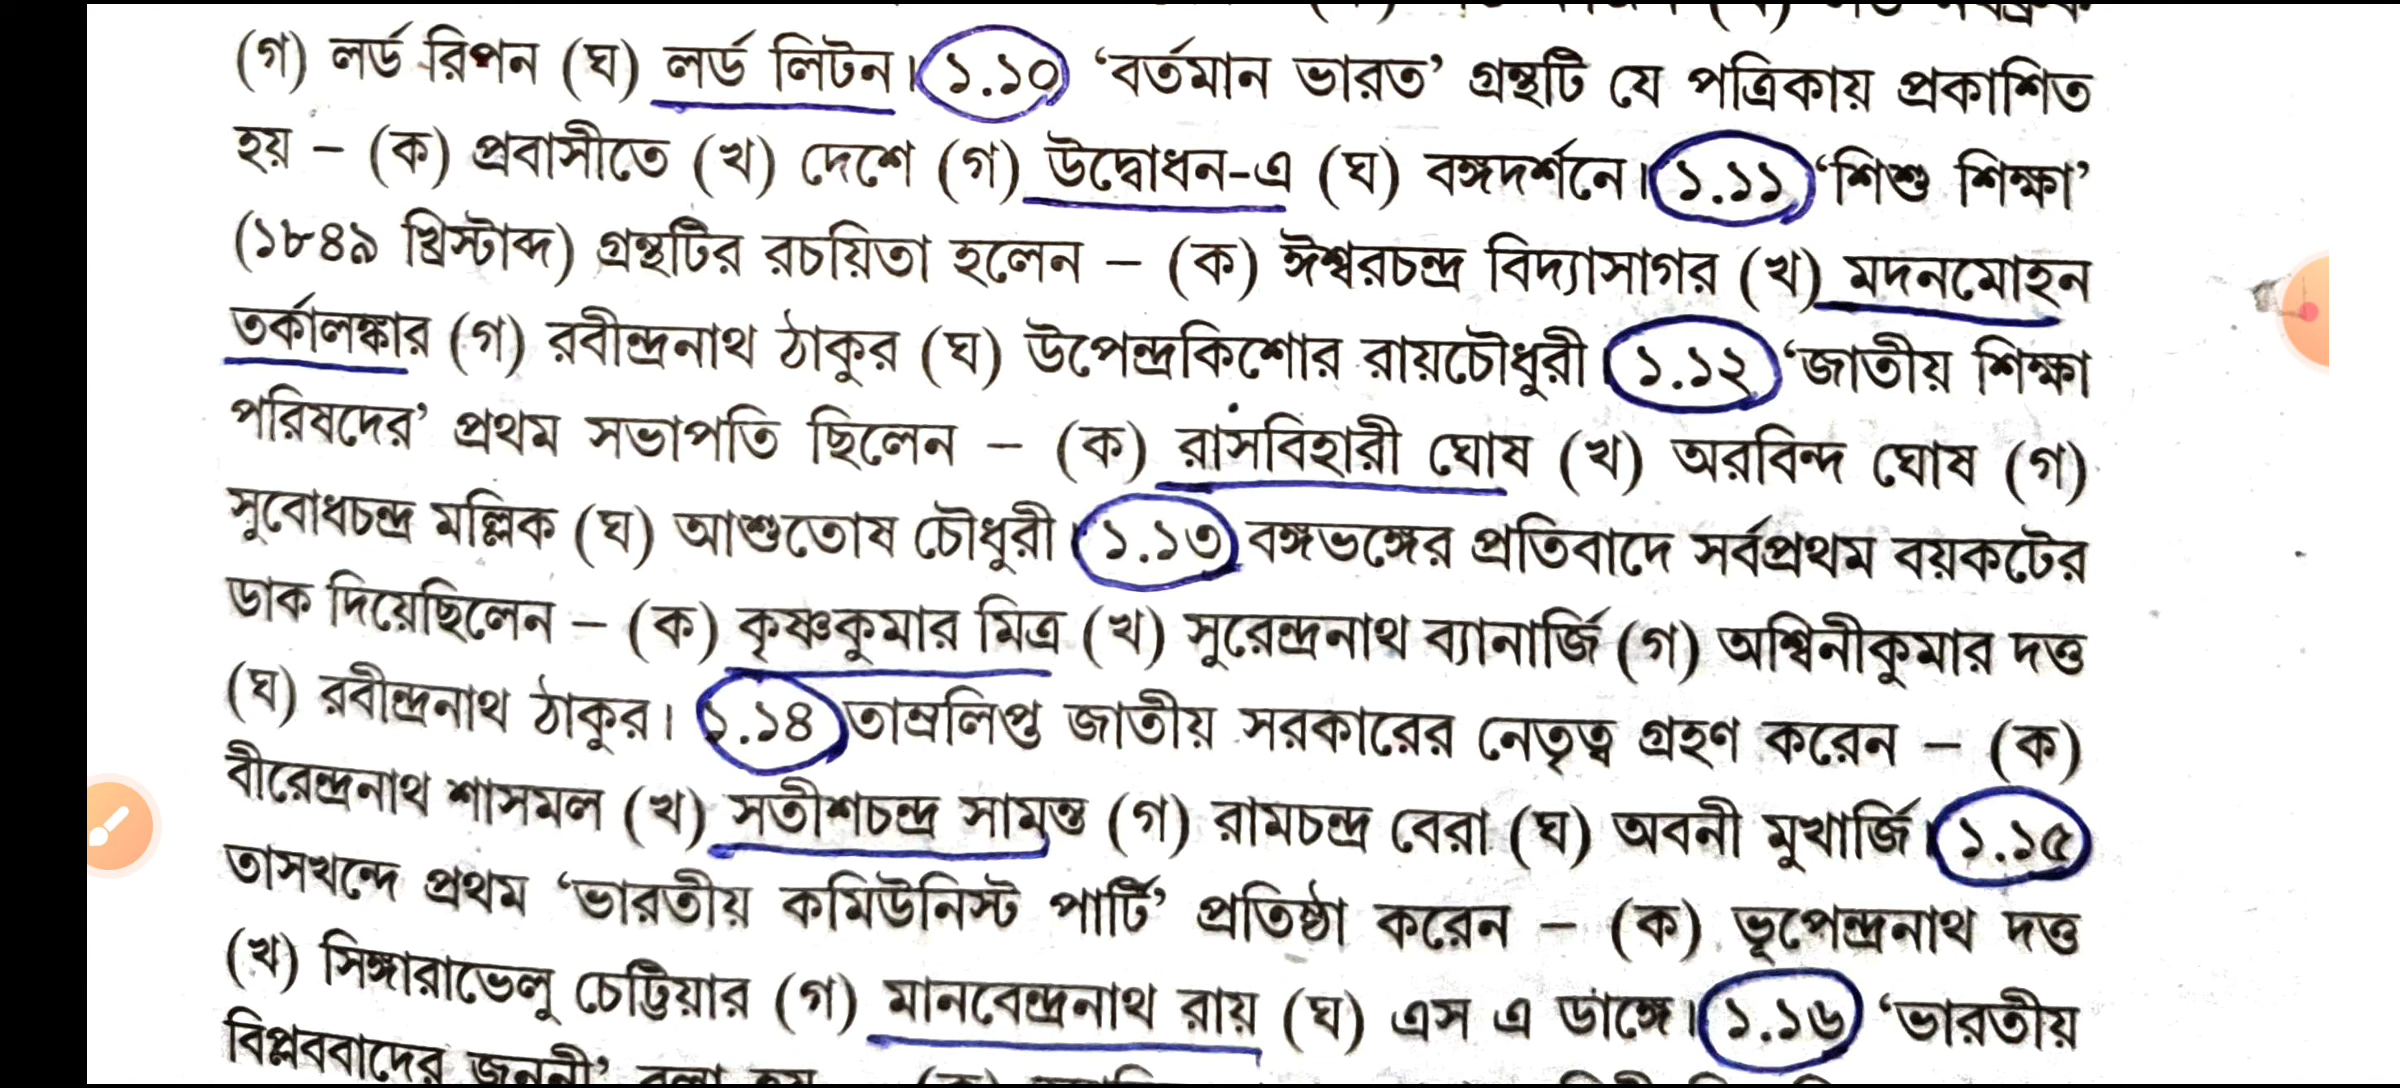 (গ) লর্ড রিপন (ঘ) লর্ড লিটন। ১.১০ ‘বর্তমান ভারত’ গ্রন্থটি যে পত্রিকায় প্রকাশিত
হয় – (ক) প্রবাসীতে (খ) দেশে (গ) উদ্বোধন-এ (ঘ) বঙ্গদর্শনে। ১.১১ ‘শিশু শিক্ষা’
(১৮৪৯ খ্রিস্টাব্দ) গ্রন্থটির রচয়িতা হলেন – (ক) ঈশ্বরচন্দ্র বিদ্যাসাগর (খ) মদনমোহন
তর্কালঙ্কার (গ) রবীন্দ্রনাথ ঠাকুর (ঘ) উপেন্দ্রকিশোর রায়চৌধুরী ১.১২ ‘জাতীয় শিক্ষা
পরিষদের’ প্রথম সভাপতি ছিলেন – (ক) রাসবিহারী ঘোষ (খ) অরবিন্দ ঘোষ (গ)
সুবোধচন্দ্র মল্লিক (ঘ) আশুতোষ চৌধুরী। ১.১৩ বঙ্গভঙ্গের প্রতিবাদে সর্বপ্রথম বয়কটের
ডাক দিয়েছিলেন – (ক) কৃষ্ণকুমার মিত্র (খ) সুরেন্দ্রনাথ ব্যানার্জি (গ) অশ্বিনীকুমার দত্ত
(ঘ) রবীন্দ্রনাথ ঠাকুর। ১.১৪ তাম্রলিপ্ত জাতীয় সরকারের নেতৃত্ব গ্রহণ করেন – (ক)
বীরেন্দ্রনাথ শাসমল (খ) সতীশচন্দ্র সামন্ত (গ) রামচন্দ্র বেরা (ঘ) অবনী মুখার্জি। ১.১৫
তাসখন্দে প্রথম ‘ভারতীয় কমিউনিস্ট পার্টি’ প্রতিষ্ঠা করেন – (ক) ভূপেন্দ্রনাথ দত্ত
(খ) সিঙ্গারাভেলু চেট্টিয়ার (গ) মানবেন্দ্রনাথ রায় (ঘ) এস এ ডাঙ্গে। ১.১৬ ‘ভারতীয়
বিপ্লববাদের জননী’ বলা হয় – (ক)